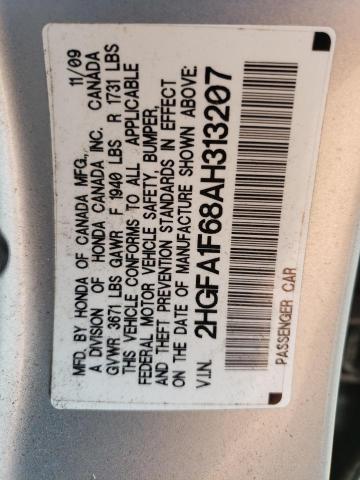 MFD. BY HONDA OF CANADA MFG., 11/09
A DIVISION OF HONDA CANADA INC. CANADA
GVWR 3671 LBS GAWR F 1940 LBS R 1731 LBS
THIS VEHICLE CONFORMS TO ALL APPLICABLE
FEDERAL MOTOR VEHICLE SAFETY, BUMPER,
AND THEFT PREVENTION STANDARDS IN EFFECT
ON THE DATE OF MANUFACTURE SHOWN ABOVE.
V.I.N. 2HGFA1F68AH313207
PASSENGER CAR